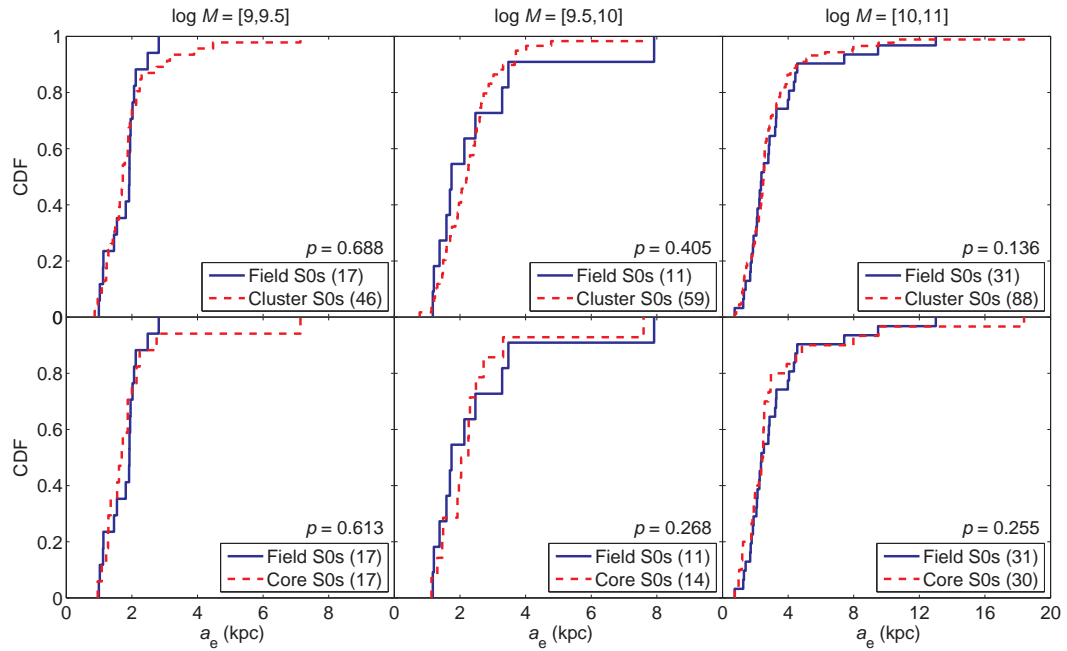 log M = [9,9.5]
log M = [9.5,10]
log M = [10,11]
1
0.8
0.6
0.4
0.2
0
CDF
p = 0.688
Field S0s (17)
Cluster S0s (46)
p = 0.405
Field S0s (11)
Cluster S0s (59)
p = 0.136
Field S0s (31)
Cluster S0s (88)
0.8
0.6
0.4
0.2
0
CDF
p = 0.613
Field S0s (17)
Core S0s (17)
p = 0.268
Field S0s (11)
Core S0s (14)
p = 0.255
Field S0s (31)
Core S0s (30)
0 2 4 6 8
0 2 4 6 8
0 4 8 12 16 20
ae (kpc)
ae (kpc)
ae (kpc)